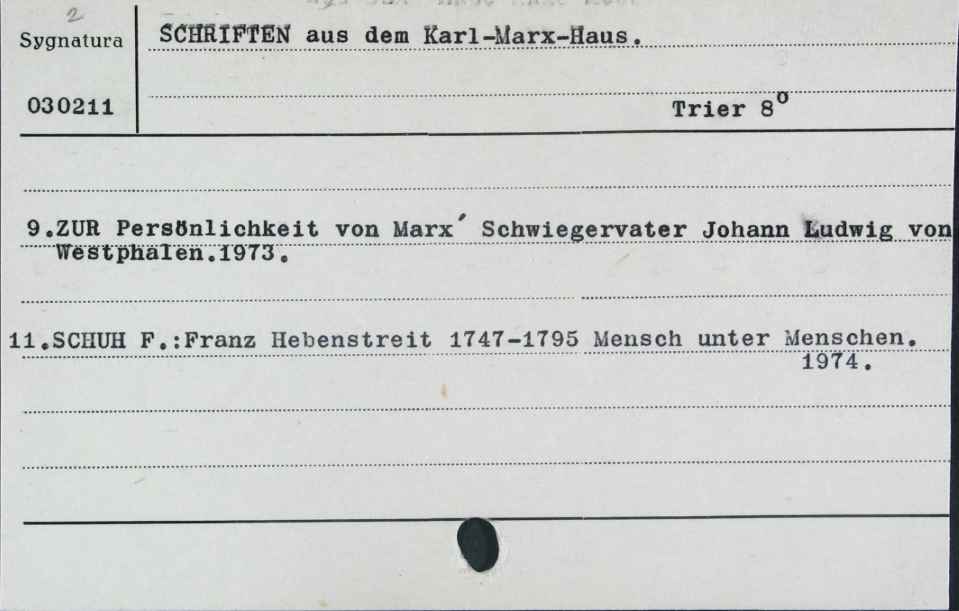 2
Sygnatura
SCHRIFTEN aus dem Karl-Marx-Haus.
030211
Trier 8º
9.ZUR Persönlichkeit von Marx´ Schwiegervater Johann Ludwig von
Westphalen.1973.
11.SCHUH F.:Franz Hebenstreit 1747-1795 Mensch unter Menschen.
1974.